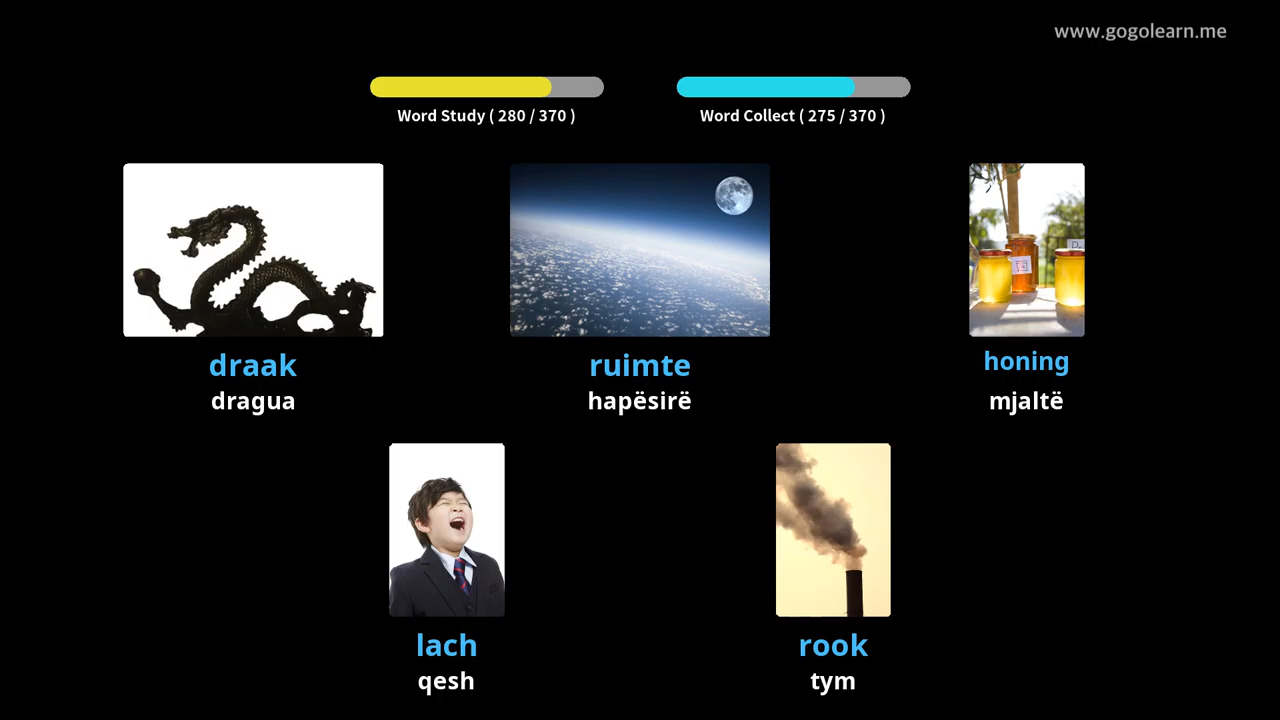 www.gogolearn.me
Word Study ( 280 / 370 )
Word Collect ( 275 / 370 )
draak
dragua
ruimte
hapësirë
honing
mjaltë
lach
qesh
rook
tym